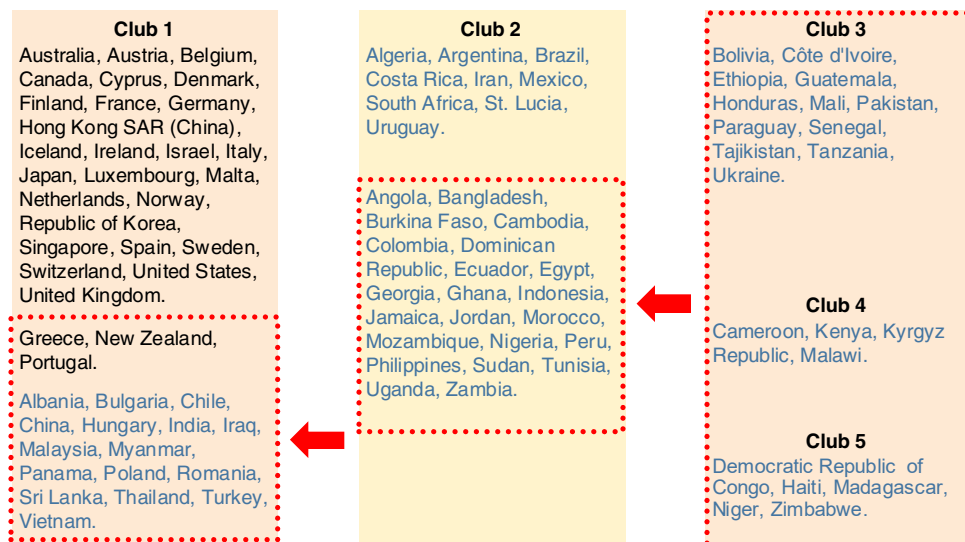 Club 1
Australia, Austria, Belgium,
Canada, Cyprus, Denmark,
Finland, France, Germany,
Hong Kong SAR (China),
Iceland, Ireland, Israel, Italy,
Japan, Luxembourg, Malta,
Netherlands, Norway,
Republic of Korea,
Singapore, Spain, Sweden,
Switzerland, United States,
United Kingdom.
Greece, New Zealand,
Portugal.
Albania, Bulgaria, Chile,
China, Hungary, India, Iraq,
Malaysia, Myanmar,
Panama, Poland, Romania,
Sri Lanka, Thailand, Turkey,
Vietnam.
Club 2
Algeria, Argentina, Brazil,
Costa Rica, Iran, Mexico,
South Africa, St. Lucia,
Uruguay.
Angola, Bangladesh,
Burkina Faso, Cambodia,
Colombia, Dominican
Republic, Ecuador, Egypt,
Georgia, Ghana, Indonesia,
Jamaica, Jordan, Morocco,
Mozambique, Nigeria, Peru,
Philippines, Sudan, Tunisia,
Uganda, Zambia.
Club 3
Bolivia, Côte d'Ivoire,
Ethiopia, Guatemala,
Honduras, Mali, Pakistan,
Paraguay, Senegal,
Tajikistan, Tanzania,
Ukraine.
Club 4
Cameroon, Kenya, Kyrgyz
Republic, Malawi.
Club 5
Democratic Republic of
Congo, Haiti, Madagascar,
Niger, Zimbabwe.